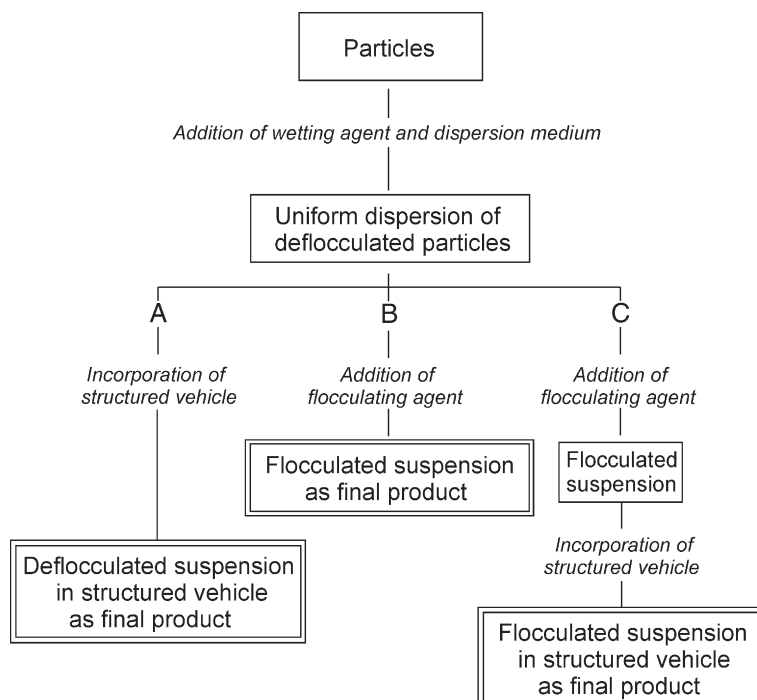 Particles
Addition of wetting agent and dispersion medium
Uniform dispersion of
deflocculated particles
A
B
C
Incorporation of
structured vehicle
Addition of
flocculating agent
Addition of
flocculating agent
Flocculated suspension
as final product
Flocculated
suspension
Deflocculated suspension
in structured vehicle
as final product
Incorporation of
structured vehicle
Flocculated suspension
in structured vehicle
as final product